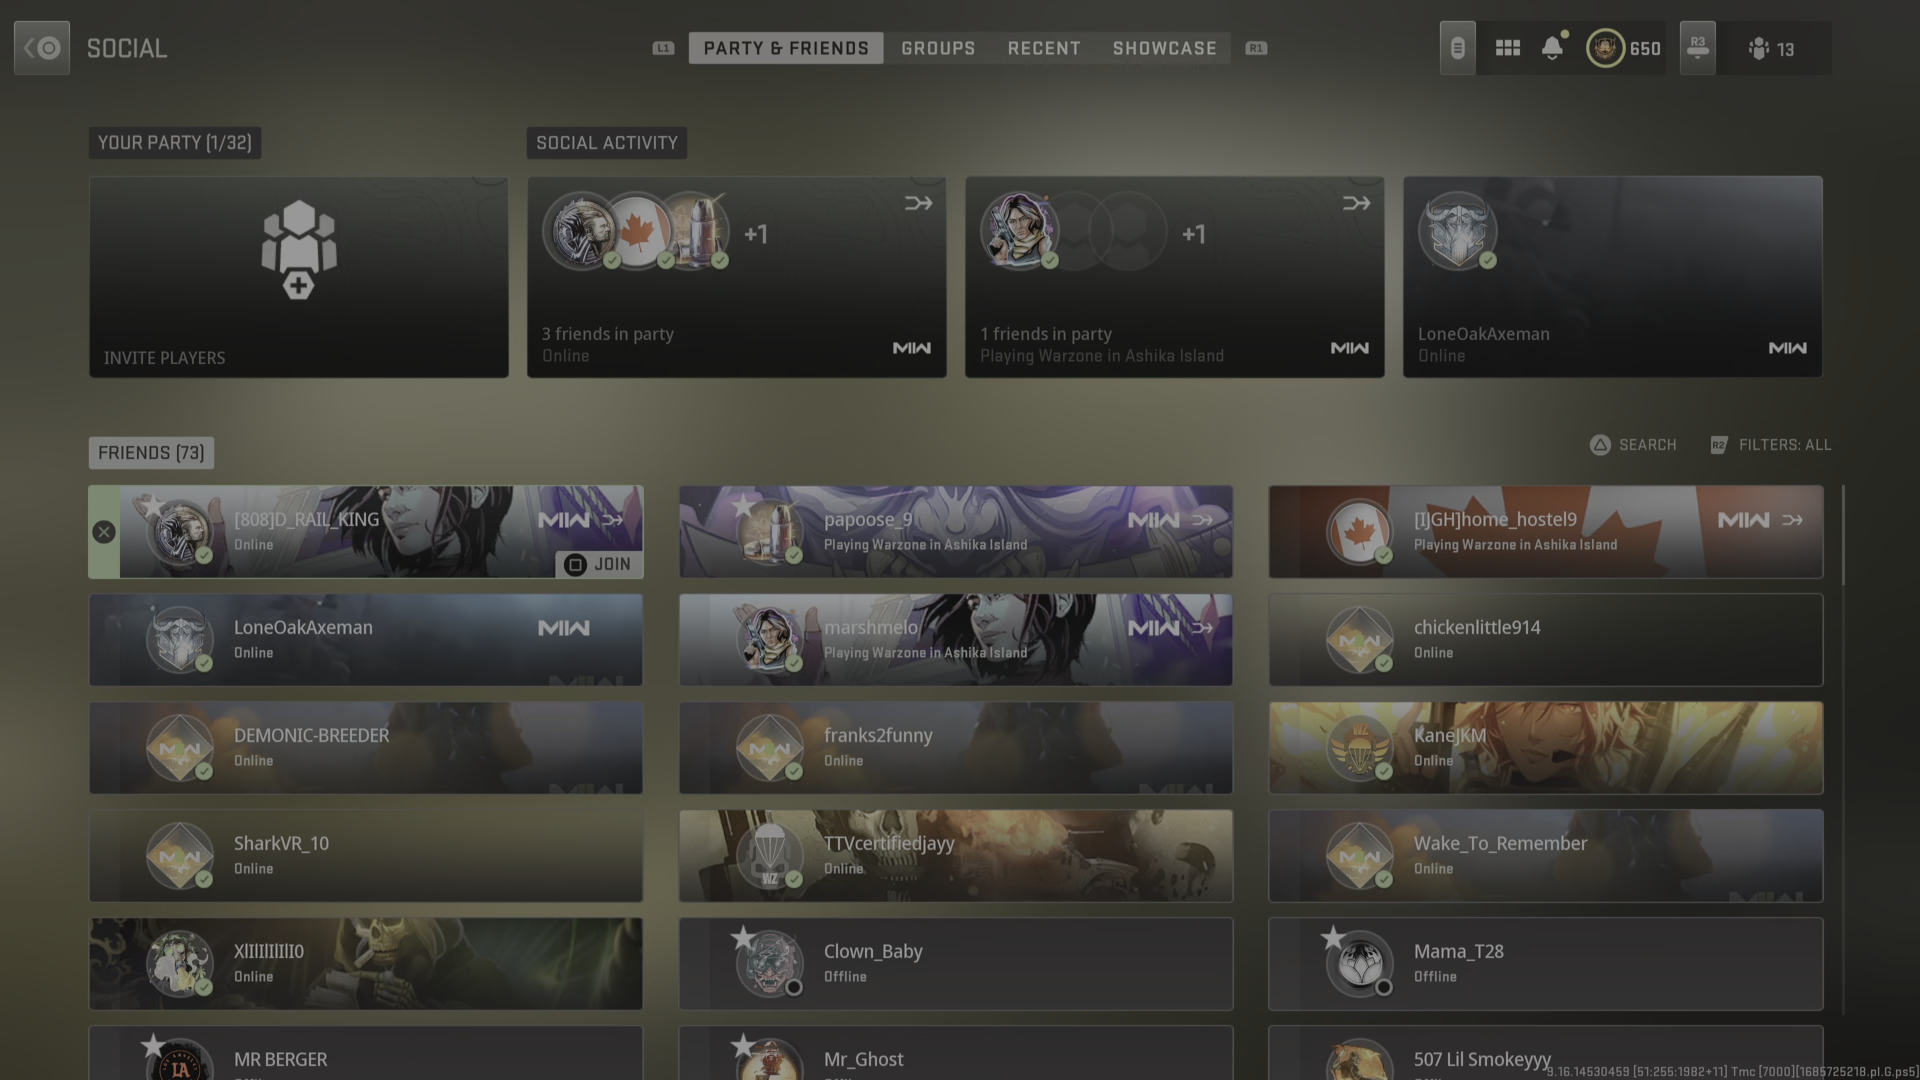 SOCIAL
L1 PARTY & FRIENDS GROUPS RECENT SHOWCASE R1
650
R3
13
YOUR PARTY (1/32)
SOCIAL ACTIVITY
INVITE PLAYERS
+1
3 friends in party
Online
MW
+1
1 friends in party
Playing Warzone in Ashika Island
MW
LoneOakAxeman
Online
MW
FRIENDS (73)
SEARCH
R2 FILTERS: ALL
[808]D_RAIL_KING
Online
MW
JOIN
papoose_9
Playing Warzone in Ashika Island
MW
[IJGH]home_hostel9
Playing Warzone in Ashika Island
MW
LoneOakAxeman
Online
MW
marshmelo
Playing Warzone in Ashika Island
MW
chickenlittle914
Online
DEMONIC-BREEDER
Online
franks2funny
Online
KaneJKM
Online
WZ
SharkVR_10
Online
TTVcertifiedjayy
Online
WZ
Wake_To_Remember
Online
Online
Clown_Baby
Offline
Mama_T28
Offline
MR BERGER
LA
Mr_Ghost
507 Lil Smokeyyy
9.16.14530459 [51:255:1982+11] Tmc [7000][1685725218.pl.G.ps5]